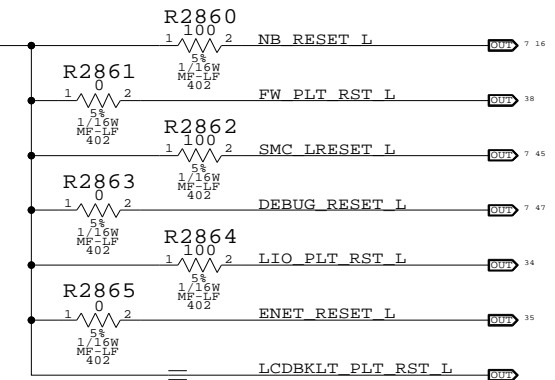 R2860
100
1 2 NB_RESET_L OUT 7 16
5%
1/16W
MF-LF
402
R2861
0
1 2 FW_PLT_RST_L OUT 38
5%
1/16W
MF-LF
402
R2862
100
1 2 SMC_LRESET_L OUT 7 45
5%
1/16W
MF-LF
402
R2863
0
1 2 DEBUG_RESET_L OUT 7 47
5%
1/16W
MF-LF
402
R2864
100
1 2 LIO_PLT_RST_L OUT 34
5%
1/16W
MF-LF
402
R2865
0
1 2 ENET_RESET_L OUT 35
5%
1/16W
MF-LF
402
LCDBKLT_PLT_RST_L OUT